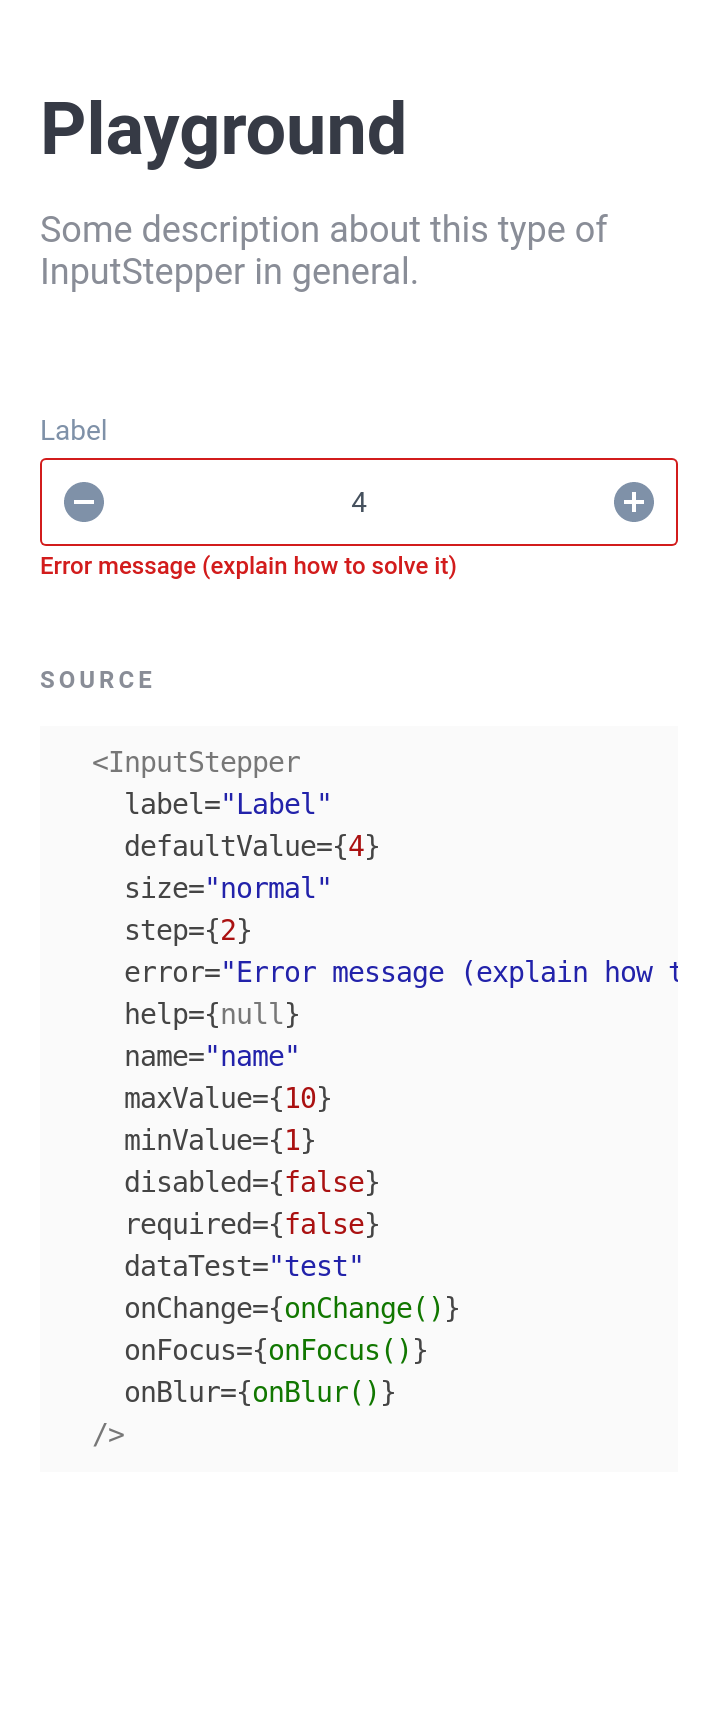 Playground
Some description about this type of
InputStepper in general.
Label
4
Error message (explain how to solve it)
SOURCE
<InputStepper
label="Label"
defaultValue={4}
size="normal"
step={2}
error="Error message (explain how t
help={null}
name="name"
maxValue={10}
minValue={1}
disabled={false}
required={false}
dataTest="test"
onChange={onChange()}
onFocus={onFocus()}
onBlur={onBlur()}
/>